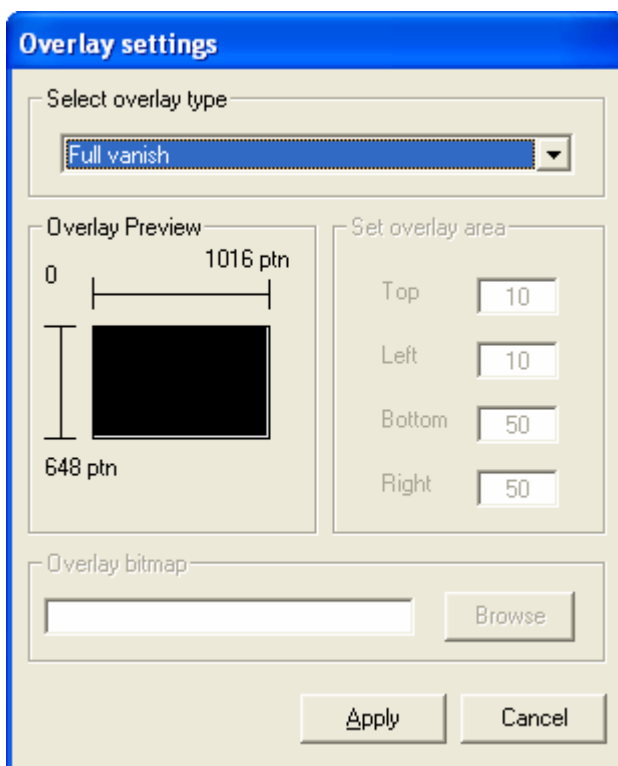 Overlay settings
Select overlay type
Full vanish
Overlay Preview
0
1016 ptn
648 ptn
Set overlay area
Top 10
Left 10
Bottom 50
Right 50
Overlay bitmap
Browse
Apply Cancel